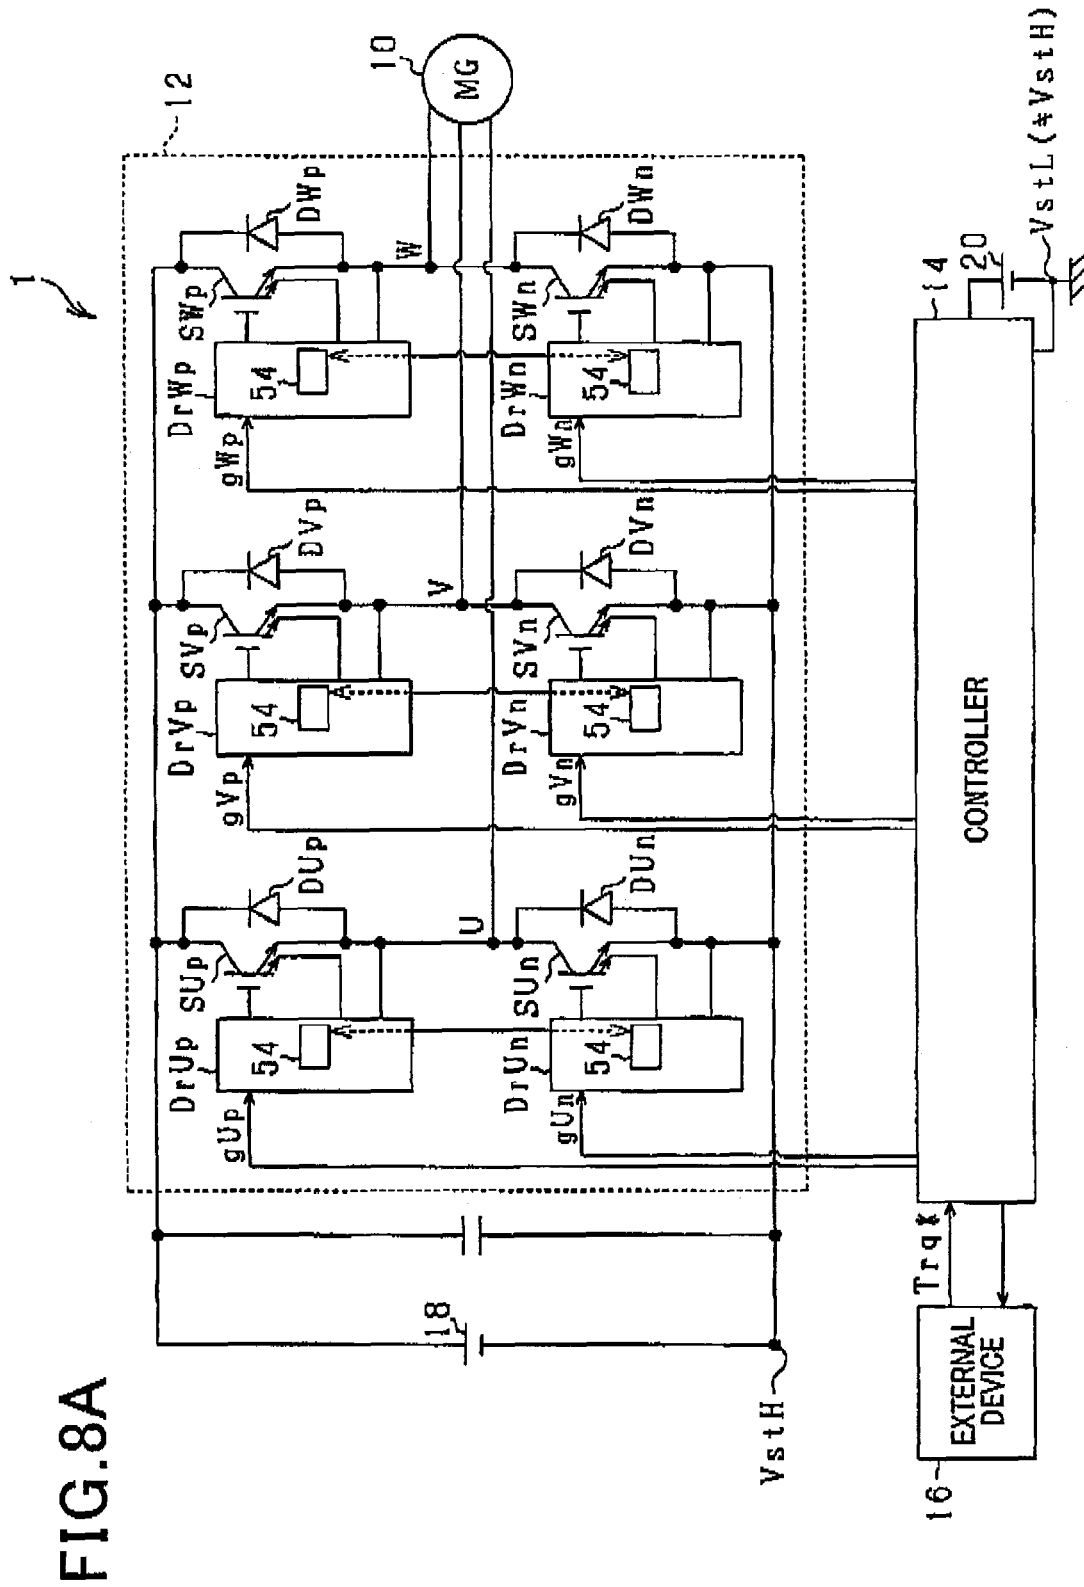 FIG.8A
1
12
18
VstH
DrUp
54
gUp
SUp
DUp
DrVp
54
gVp
SVp
DVp
DrWp
54
gWp
SWp
DWp
U
V
W
10
MG
DrUn
54
gUn
SUn
DUn
DrVn
54
gVn
SVn
DVn
DrWn
54
gWn
SWn
DWn
16
EXTERNAL
DEVICE
Trq*
CONTROLLER
14
20
VstL(≠VstH)